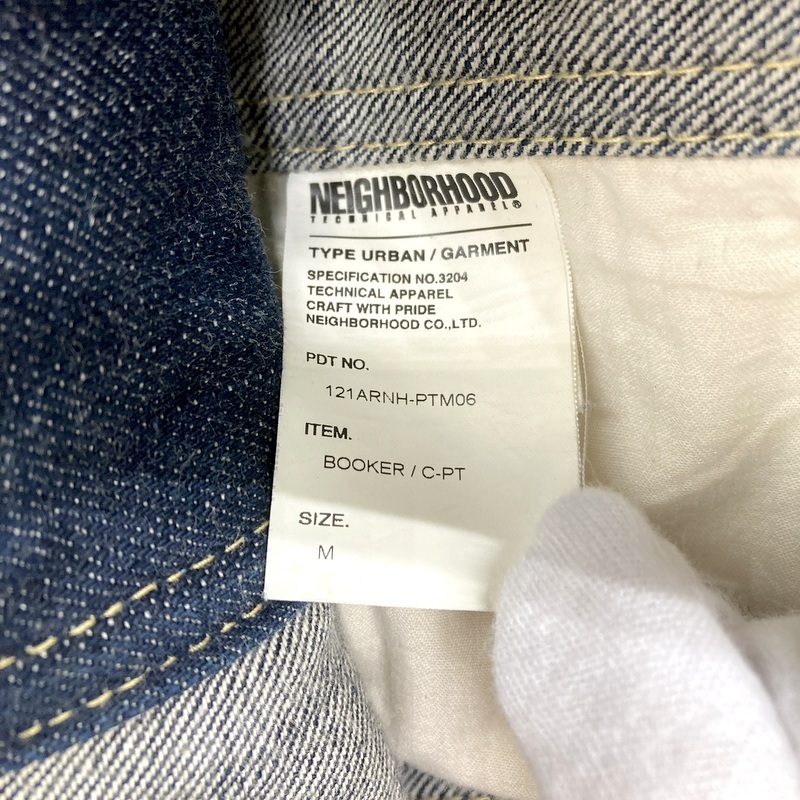 NEIGHBORHOOD
TECHNICAL APPAREL®
TYPE URBAN / GARMENT
SPECIFICATION NO.3204
TECHNICAL APPAREL
CRAFT WITH PRIDE
NEIGHBORHOOD CO.,LTD.
PDT NO.
121ARNH-PTM06
ITEM.
BOOKER / C-PT
SIZE.
M